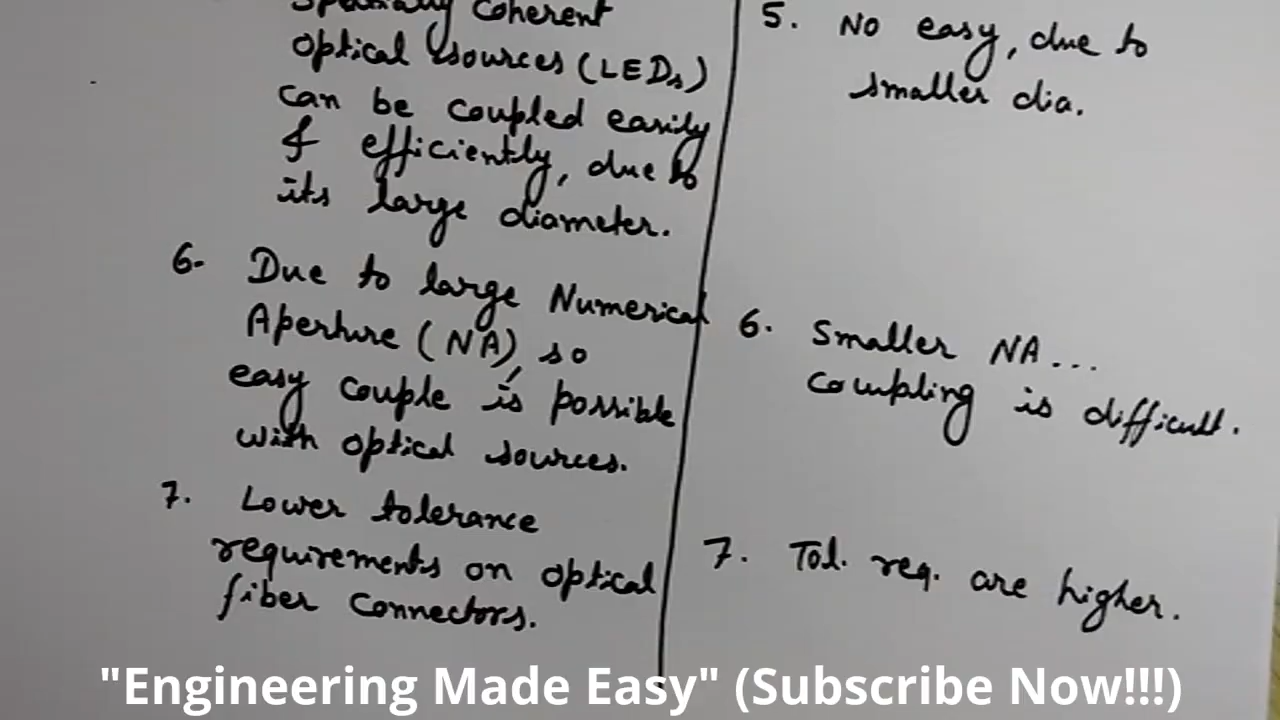 Coherent
optical sources (LEDs)
can be coupled easily
& efficiently, due to
its large diameter.
6. Due to large Numerical
Aperture (NA), so
easy couple is possible
with optical sources.
7. Lower tolerance
requirements on optical
fiber connectors.
5. No easy, due to
smaller dia.
6. Smaller NA...
coupling is difficult.
7. Tol. req. are higher.
"Engineering Made Easy" (Subscribe Now!!!)